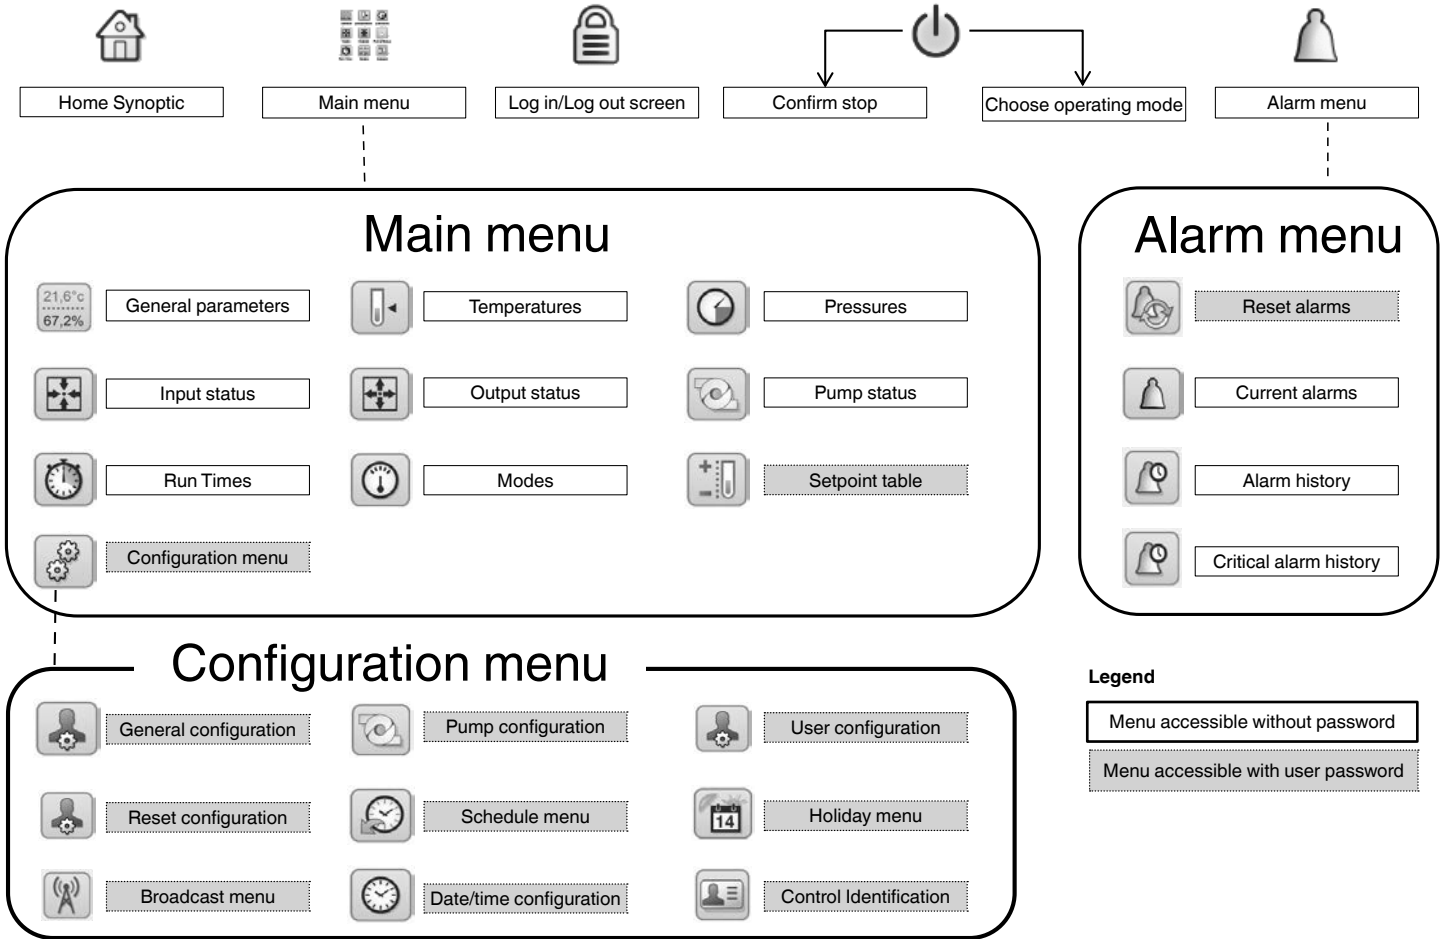 Home Synoptic
Main menu
Log in/Log out screen
Confirm stop
Choose operating mode
Alarm menu
Main menu
21,6°c
67,2%
General parameters
Temperatures
Pressures
Input status
Output status
Pump status
Run Times
Modes
Setpoint table
Configuration menu
Alarm menu
Reset alarms
Current alarms
Alarm history
Critical alarm history
Configuration menu
General configuration
Pump configuration
User configuration
Reset configuration
Schedule menu
14
Holiday menu
Broadcast menu
Date/time configuration
Control Identification
Legend
Menu accessible without password
Menu accessible with user password